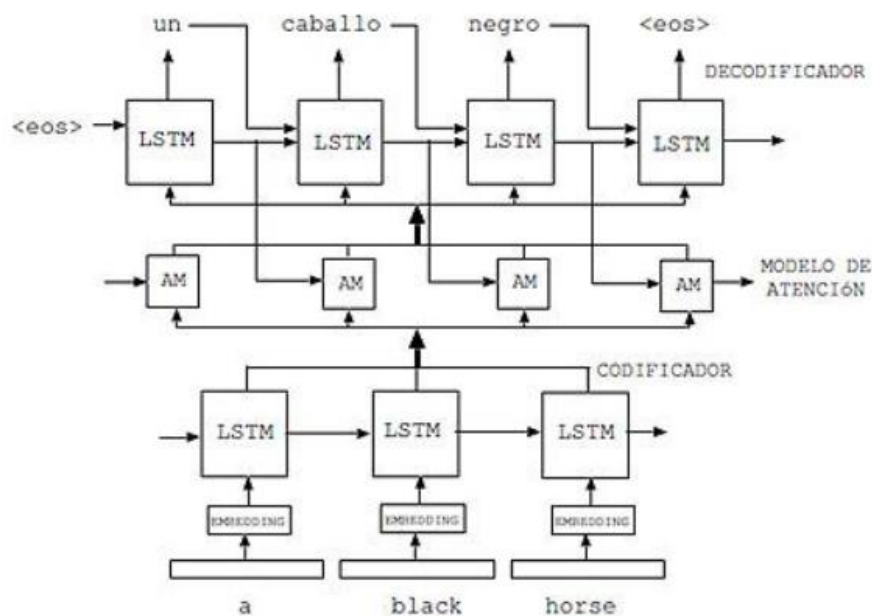 un caballo negro <eos>
DECODIFICADOR
<eos> LSTM LSTM LSTM LSTM
AM AM AM AM
MODELO DE
ATENCIÓN
CODIFICADOR
LSTM LSTM LSTM
EMBEDDING EMBEDDING EMBEDDING
a black horse